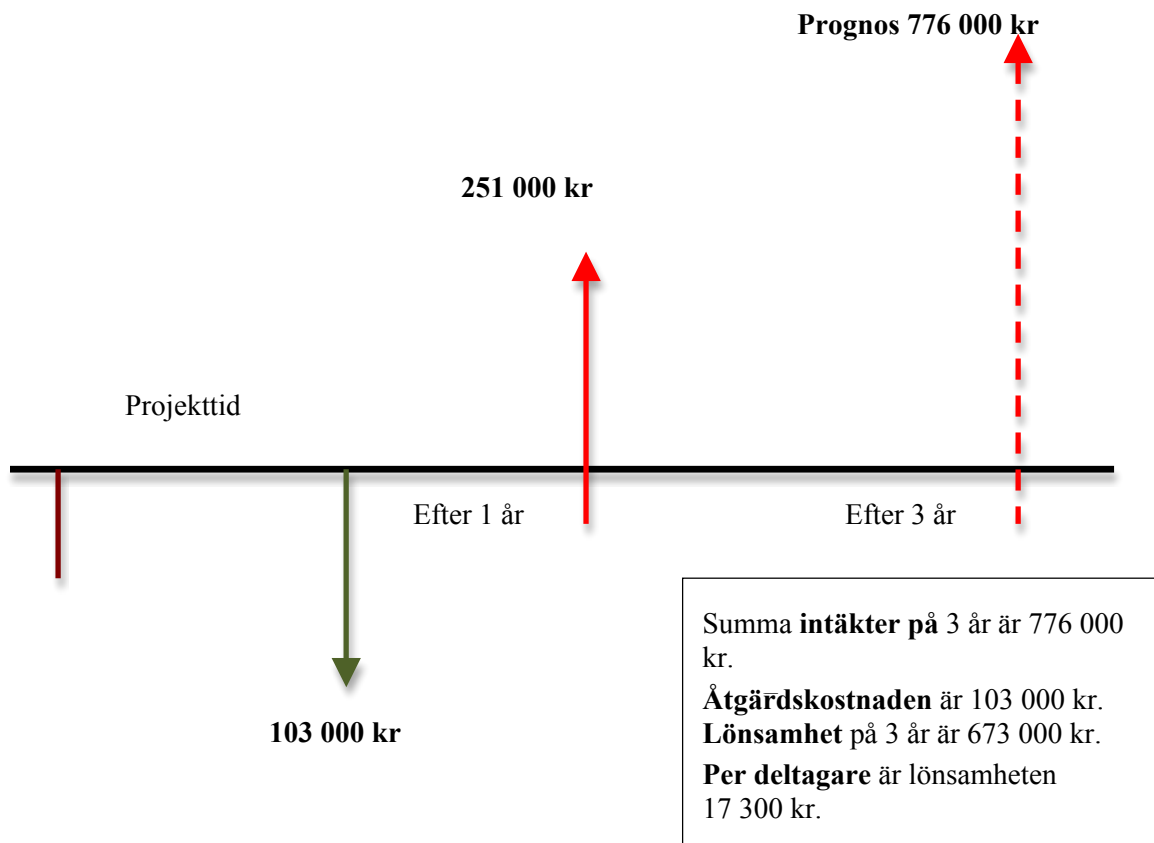 Prognos 776 000 kr
251 000 kr
Projekttid
Efter 1 år
Efter 3 år
103 000 kr
Summa intäkter på 3 år är 776 000
kr.
Åtgärdskostnaden är 103 000 kr.
Lönsamhet på 3 år är 673 000 kr.
Per deltagare är lönsamheten
17 300 kr.